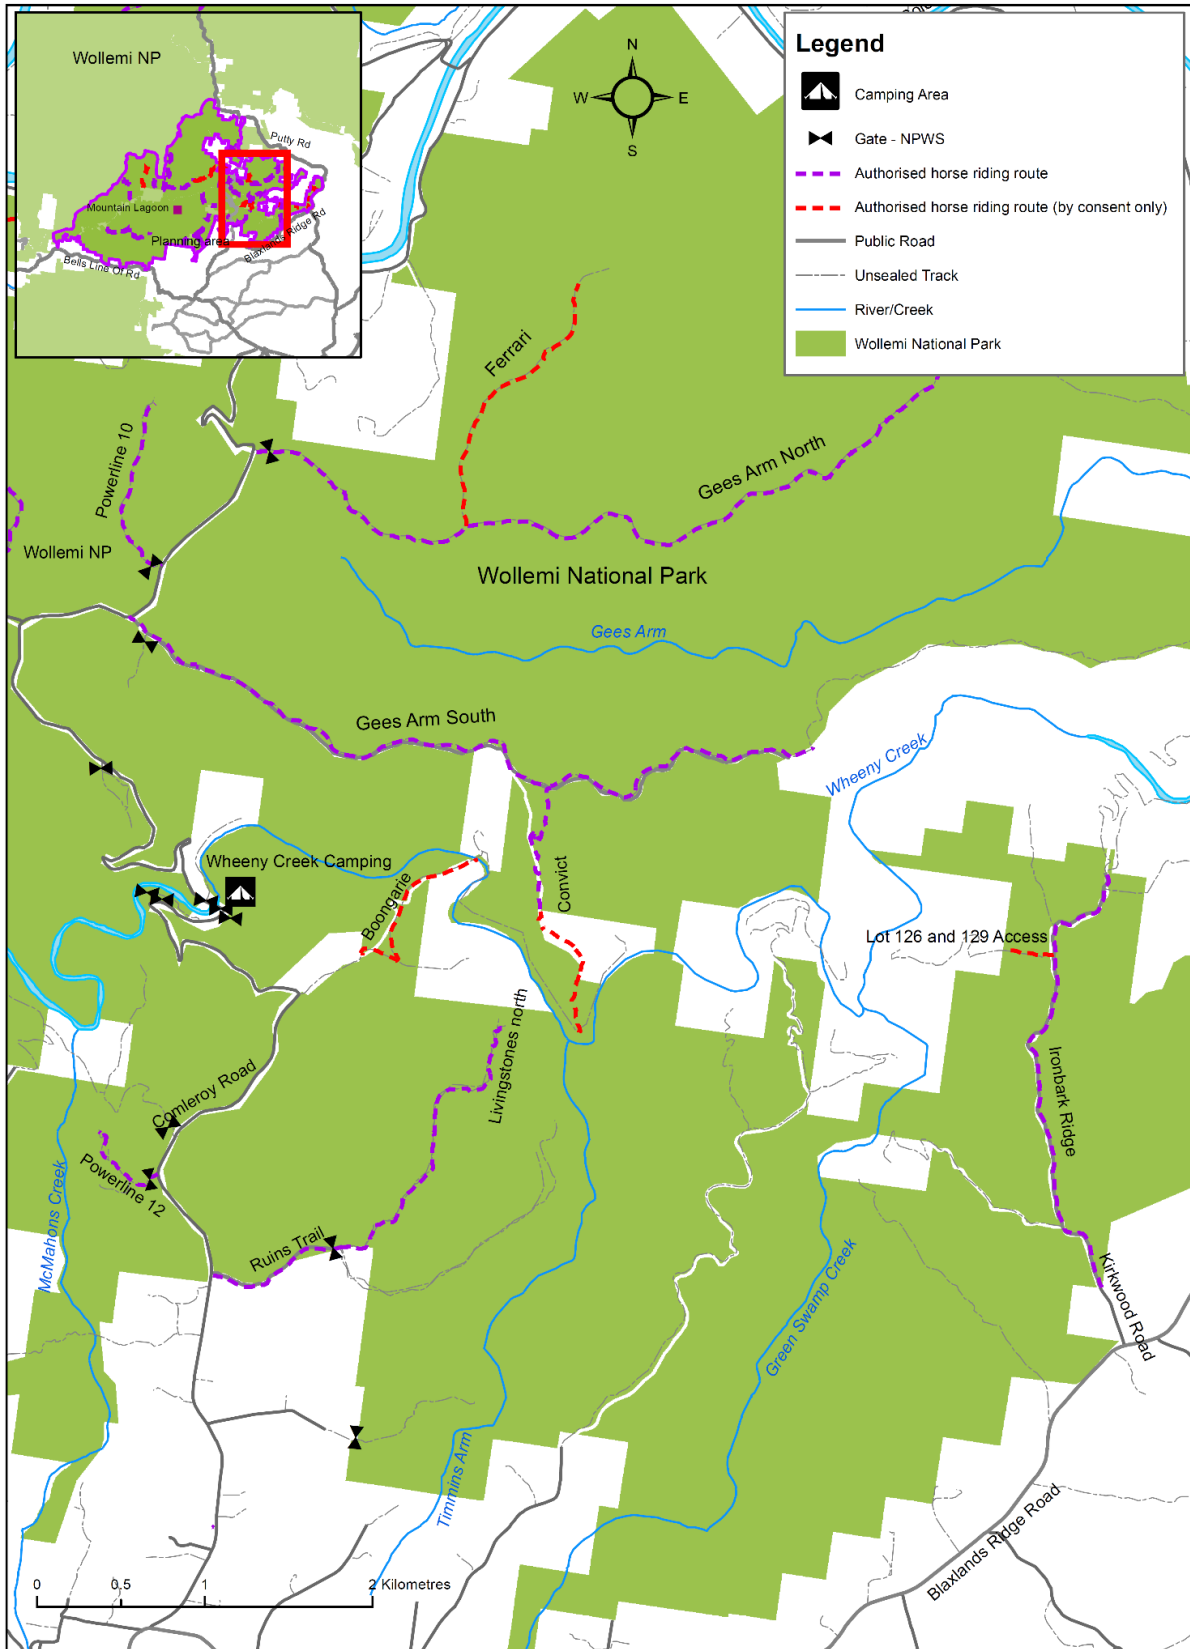 Wollemi NP
Putty Rd
Mountain Lagoon
Planning area
Blaxlands Ridge Rd
Bells Line Of Rd
N
W
E
S
Legend
Camping Area
Gate - NPWS
Authorised horse riding route
Authorised horse riding route (by consent only)
Public Road
Unsealed Track
River/Creek
Wollemi National Park
Ferrari
Powerline 10
Gees Arm North
Wollemi NP
Wollemi National Park
Gees Arm
Gees Arm South
Wheeny Creek
Wheeny Creek Camping
Boongarie
Convict
Lot 126 and 129 Access
Livingstones north
Ironbark Ridge
Comleroy Road
Powerline 12
McMahons Creek
Ruins Trail
Kirkwood Road
Green Swamp Creek
Timmins Arm
Blaxlands Ridge Road
0
0.5
1
2 Kilometres